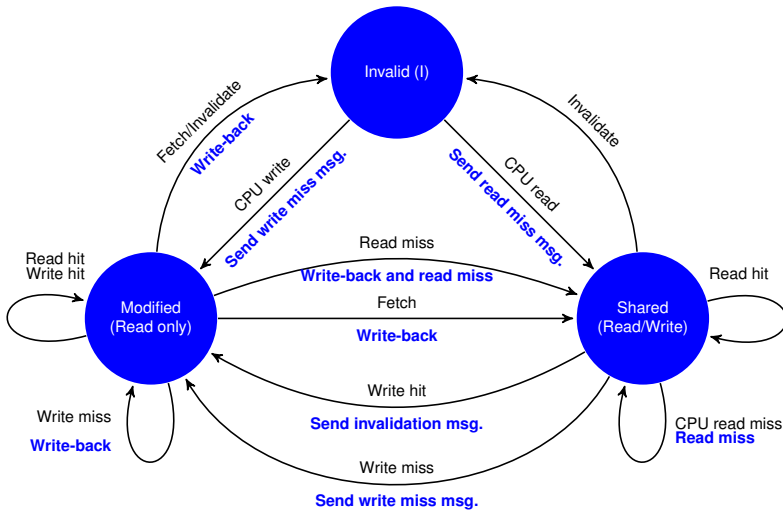 Invalid (I)
Fetch/Invalidate
Write-back
CPU write
Send write miss msg.
CPU read
Send read miss msg.
Invalidate
Read miss
Write-back and read miss
Read hit
Write hit
Modified
(Read only)
Fetch
Write-back
Shared
(Read/Write)
Read hit
Write hit
Send invalidation msg.
Write miss
Write-back
CPU read miss
Read miss
Write miss
Send write miss msg.